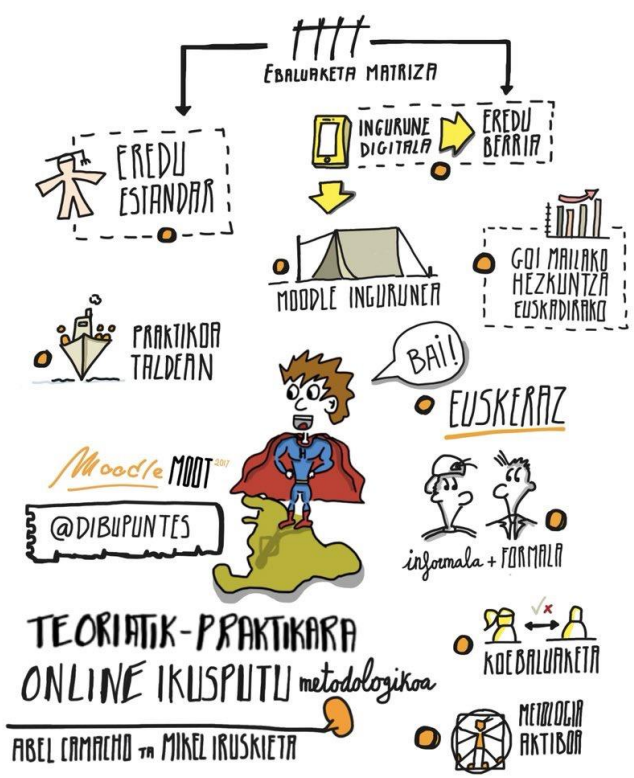 EBALUAKETA MATRIZA
EREDU
ESTANDAR
INGURUNE
DIGITALA
EREDU
BERRIA
MOODLE INGURUNEA
GOI MAILAKO
HEZKUNTZA
EUSKADIRAKO
PRAKTIKOA
TALDEAN
BAI!
EUSKERAZ
Moodle MOOT 2017
@DIBUPUNTES
informala + FORMALA
TEORIATIK-PRAKTIKARA
ONLINE IKUSPUTU metodologikoa
KOEBALUAKETA
ABEL CAMACHO TA MIKEL IRUSKIETA
METOLOGIA
AKTIBOA